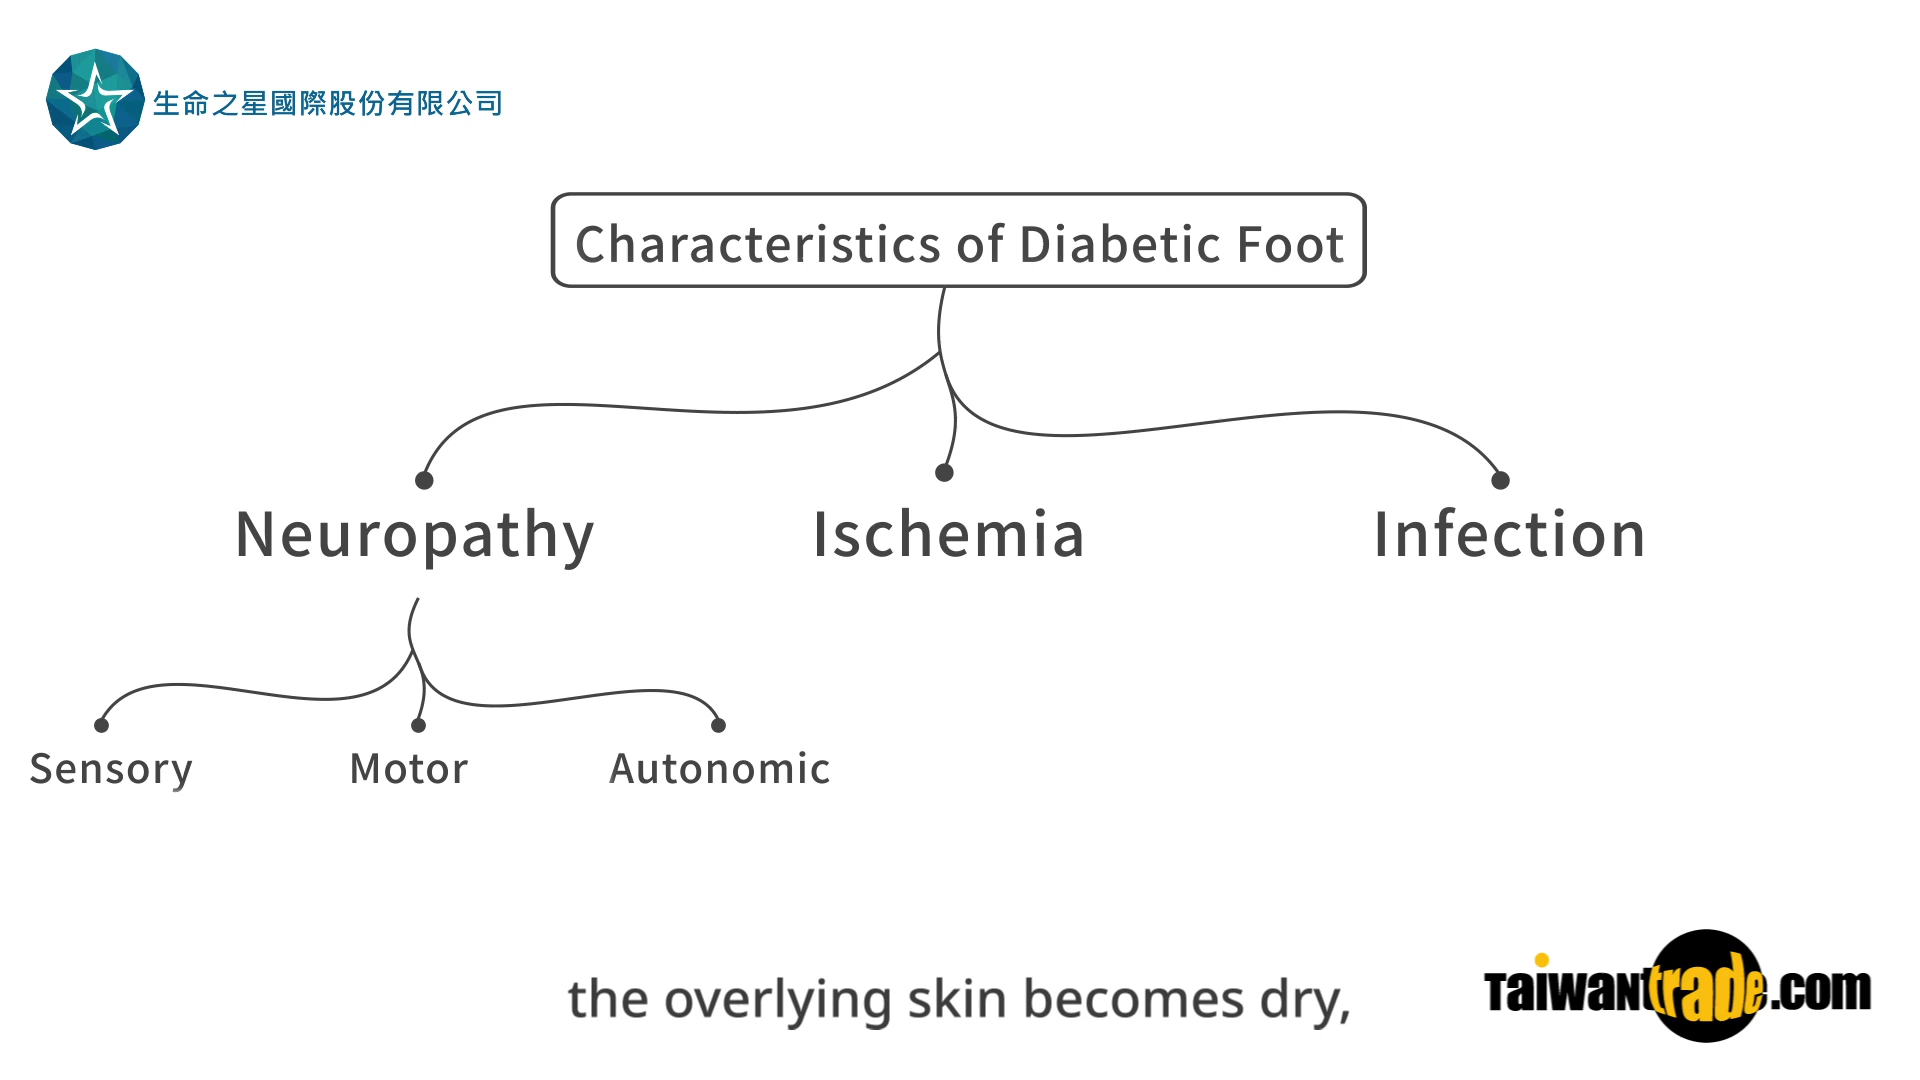 生命之星國際股份有限公司
Characteristics of Diabetic Foot
Neuropathy
Ischemia
Infection
Sensory
Motor
Autonomic
the overlying skin becomes dry,
Taiwantrade.com